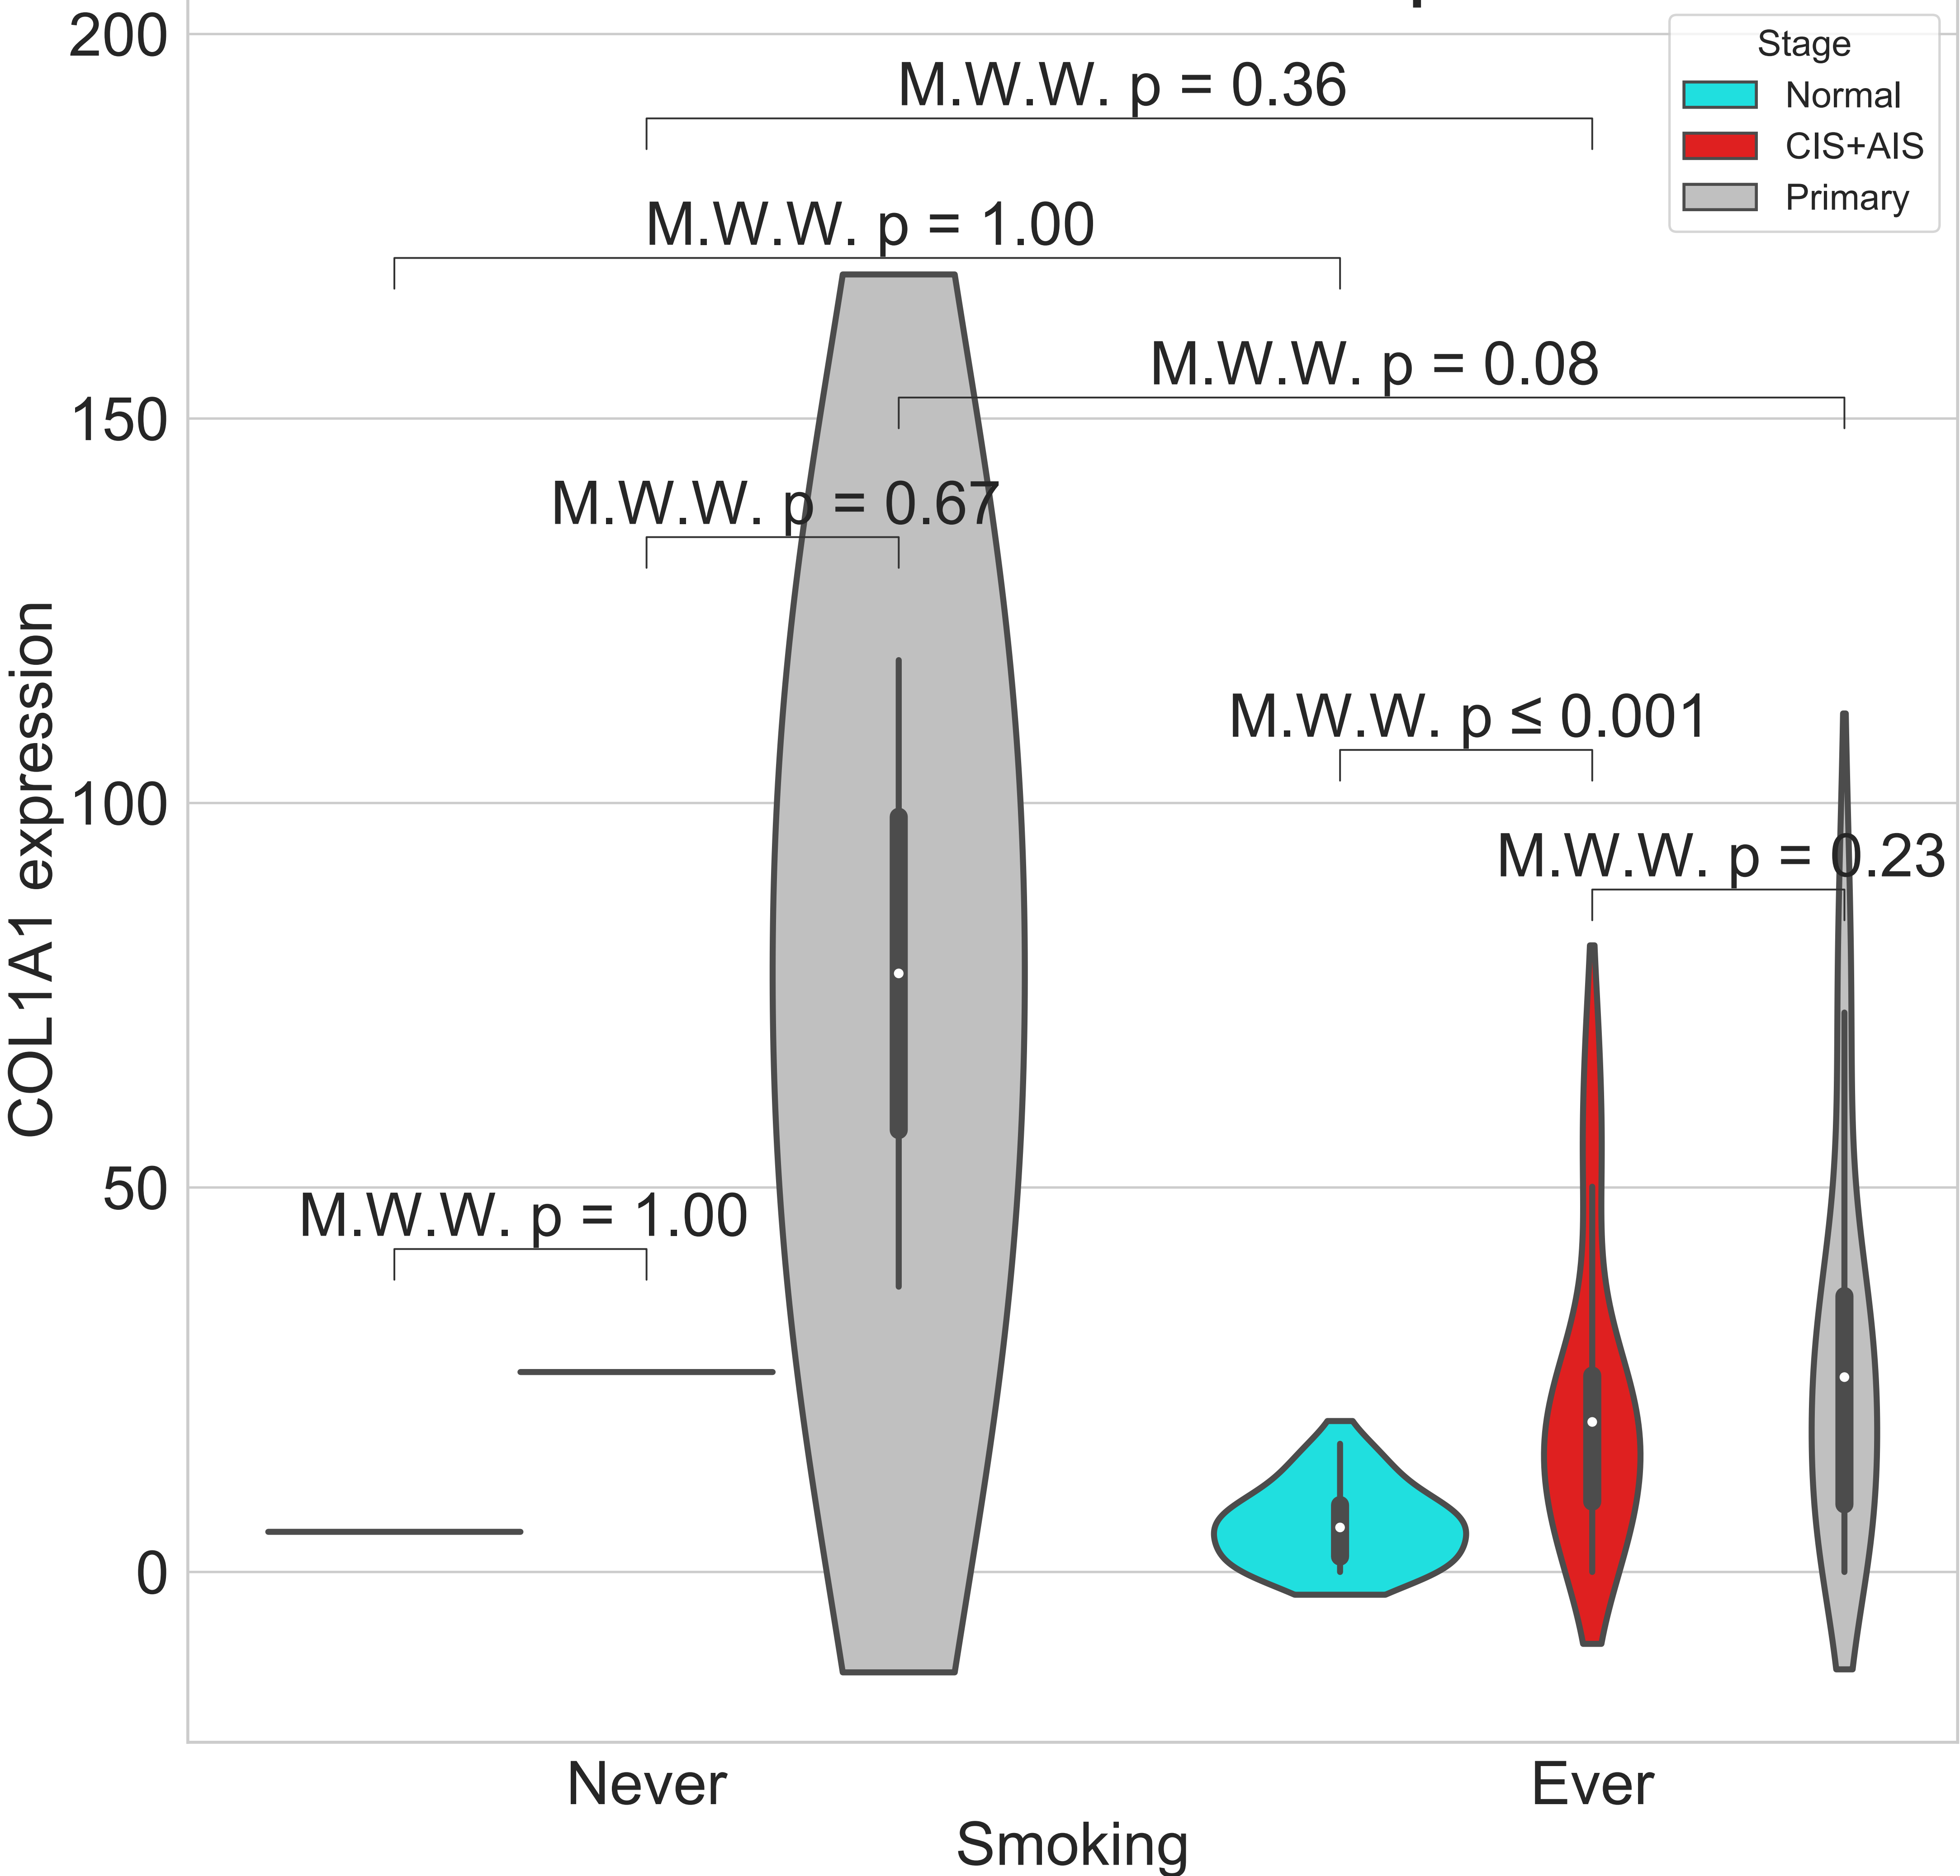 200
M.W.W. p = 0.36
Stage
Normal
CIS+AIS
Primary
M.W.W. p = 1.00
M.W.W. p = 0.08
150
M.W.W. p = 0.67
M.W.W. p ≤ 0.001
100
M.W.W. p = 0.23
COL1A1 expression
50
M.W.W. p = 1.00
0
Never
Ever
Smoking